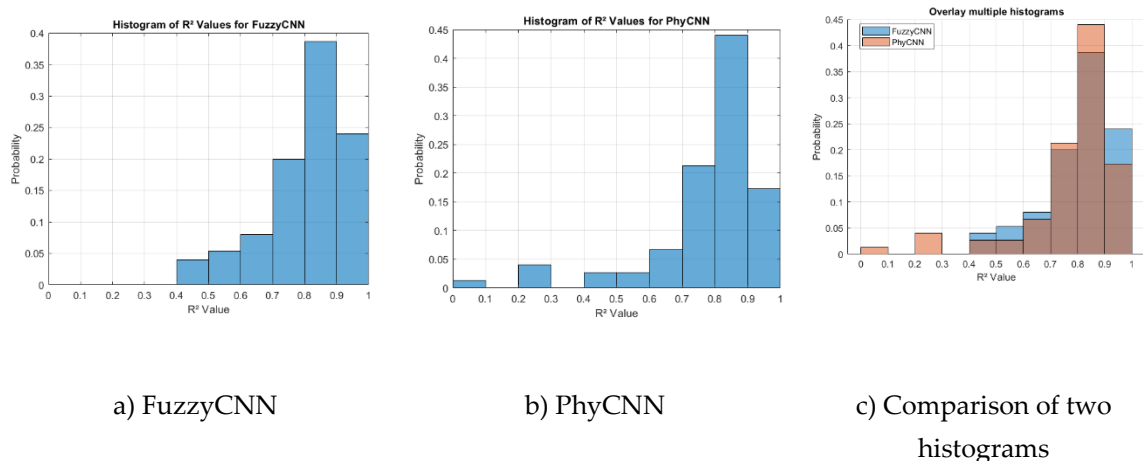 Histogram of R² Values for FuzzyCNN
0.4
0.35
0.3
0.25
0.2
0.15
0.1
0.05
0
Probability
0 0.1 0.2 0.3 0.4 0.5 0.6 0.7 0.8 0.9 1
R² Value
a) FuzzyCNN
Histogram of R² Values for PhyCNN
0.45
0.4
0.35
0.3
0.25
0.2
0.15
0.1
0.05
0
Probability
0 0.1 0.2 0.3 0.4 0.5 0.6 0.7 0.8 0.9 1
R² Value
b) PhyCNN
Overlay multiple histograms
FuzzyCNN
PhyCNN
0.45
0.4
0.35
0.3
0.25
0.2
0.15
0.1
0.05
0
Probability
0 0.1 0.2 0.3 0.4 0.5 0.6 0.7 0.8 0.9 1
R² Value
c) Comparison of two
histograms